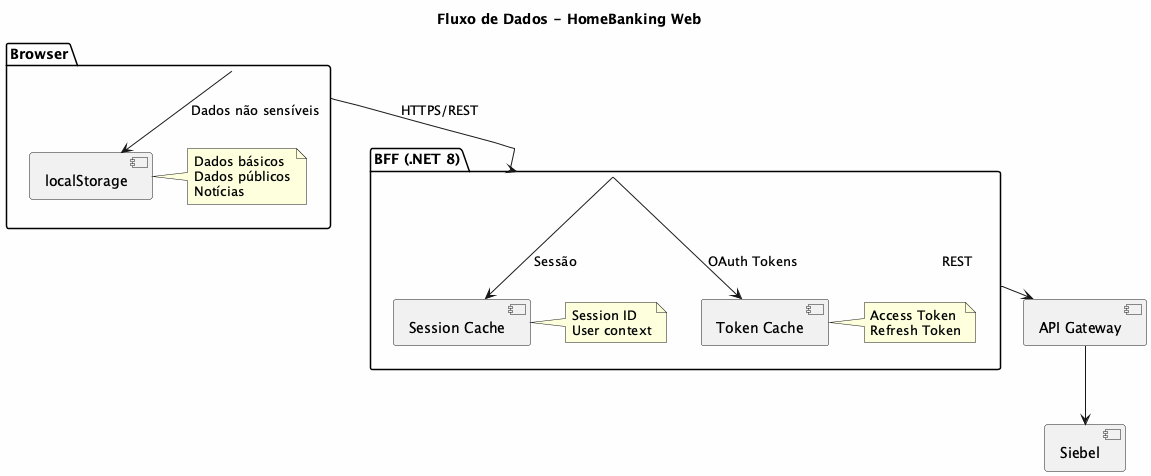 Fluxo de Dados - HomeBanking Web
Browser
Dados não sensíveis
HTTPS/REST
localStorage
Dados básicos
Dados públicos
Notícias
BFF (.NET 8)
Sessão
OAuth Tokens
REST
Session Cache
Session ID
User context
Token Cache
Access Token
Refresh Token
API Gateway
Siebel